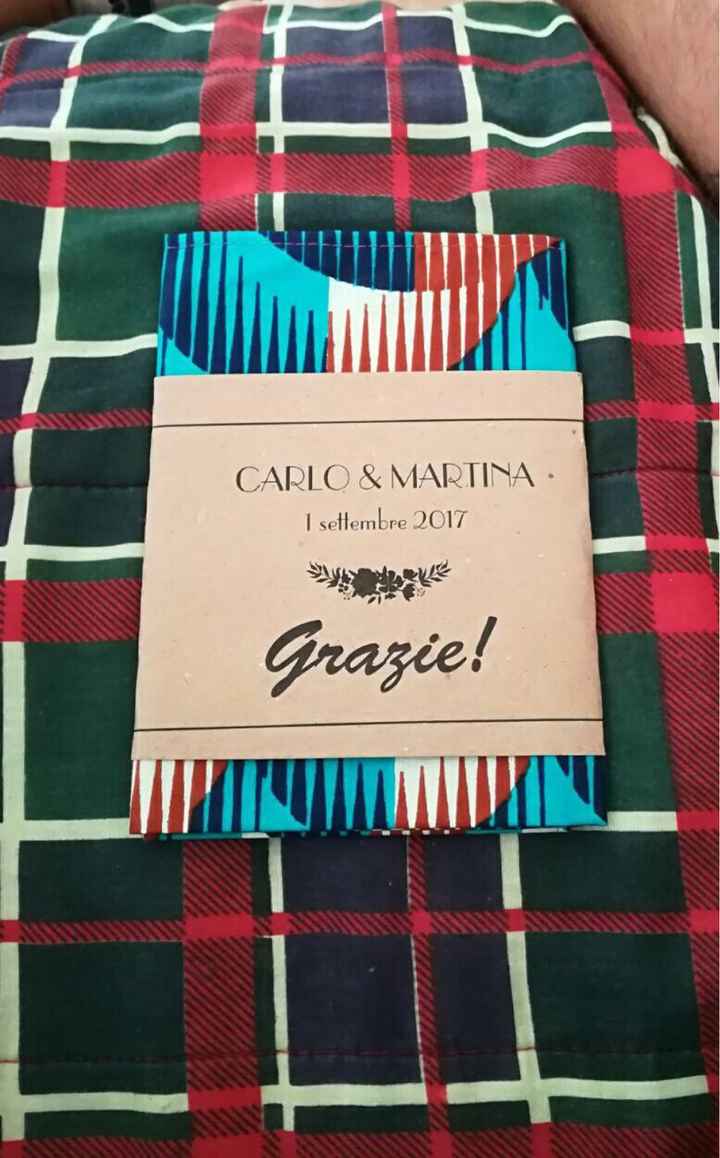 CARLO & MARTINA
1 settembre 2017
Grazie!